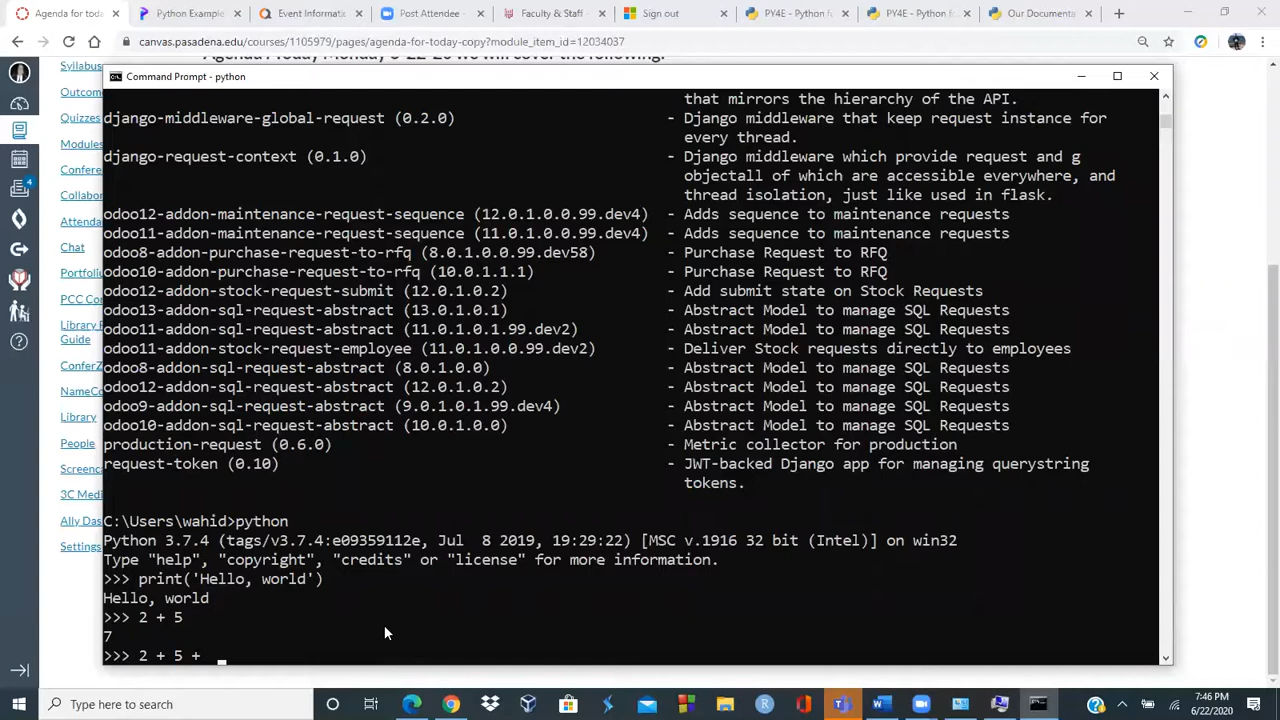 Agenda for toda
Python Example
Event Informatic
Post Attendee -
Faculty & Staff -
Sign out
PY4E - Python fo
PY4E - Python fo
Our Documenta
canvas.pasadena.edu/courses/1105979/pages/agenda-for-today-copy?module_item_id=12034037
Syllabus
Outcome
Quizzes
Modules
Confere
Collabor
Attenda
Chat
Portfolio
PCC Con
Library R
Guide
ConferZ
NameCo
Library
People
Screenc
3C Medi
Ally Das
Settings
4
Command Prompt - python
that mirrors the hierarchy of the API.
django-middleware-global-request (0.2.0) - Django middleware that keep request instance for
every thread.
django-request-context (0.1.0) - Django middleware which provide request and g
objectall of which are accessible everywhere, and
thread isolation, just like used in flask.
odoo12-addon-maintenance-request-sequence (12.0.1.0.0.99.dev4) - Adds sequence to maintenance requests
odoo11-addon-maintenance-request-sequence (11.0.1.0.0.99.dev4) - Adds sequence to maintenance requests
odoo8-addon-purchase-request-to-rfq (8.0.1.0.0.99.dev58) - Purchase Request to RFQ
odoo10-addon-purchase-request-to-rfq (10.0.1.1.1) - Purchase Request to RFQ
odoo12-addon-stock-request-submit (12.0.1.0.2) - Add submit state on Stock Requests
odoo13-addon-sql-request-abstract (13.0.1.0.1) - Abstract Model to manage SQL Requests
odoo11-addon-sql-request-abstract (11.0.1.0.1.99.dev2) - Abstract Model to manage SQL Requests
odoo11-addon-stock-request-employee (11.0.1.0.0.99.dev2) - Deliver Stock requests directly to employees
odoo8-addon-sql-request-abstract (8.0.1.0.0) - Abstract Model to manage SQL Requests
odoo12-addon-sql-request-abstract (12.0.1.0.2) - Abstract Model to manage SQL Requests
odoo9-addon-sql-request-abstract (9.0.1.0.1.99.dev4) - Abstract Model to manage SQL Requests
odoo10-addon-sql-request-abstract (10.0.1.0.0) - Abstract Model to manage SQL Requests
production-request (0.6.0) - Metric collector for production
request-token (0.10) - JWT-backed Django app for managing querystring
tokens.
C:\Users\wahid>python
Python 3.7.4 (tags/v3.7.4:e09359112e, Jul 8 2019, 19:29:22) [MSC v.1916 32 bit (Intel)] on win32
Type "help", "copyright", "credits" or "license" for more information.
>>> print('Hello, world')
Hello, world
>>> 2 + 5
7
>>> 2 + 5 +
Type here to search
7:46 PM
6/22/2020